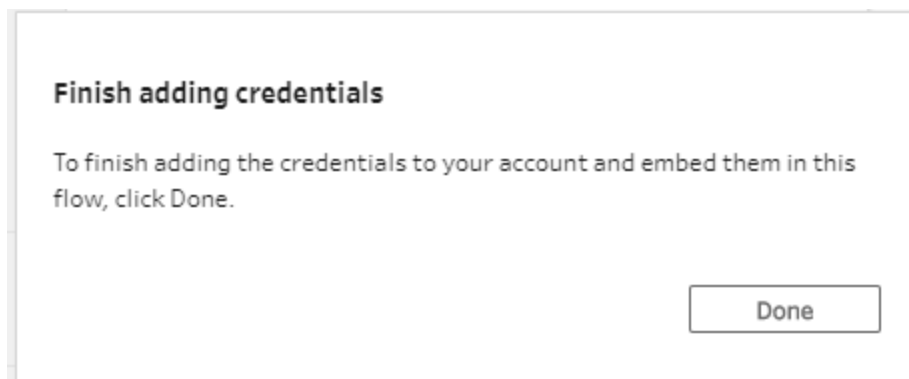 Finish adding credentials
To finish adding the credentials to your account and embed them in this
flow, click Done.
Done